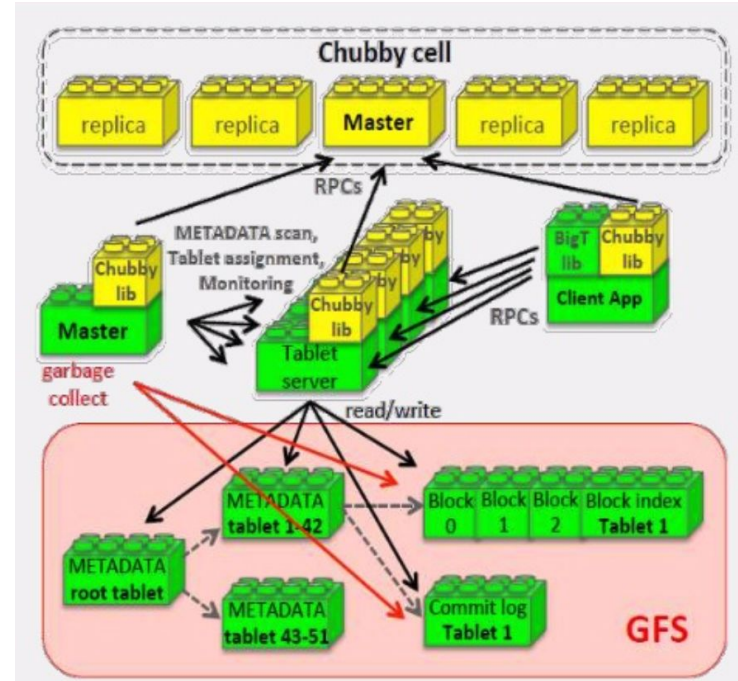 Chubby cell
replica
replica
Master
replica
replica
RPCs
METADATA scan,
Tablet assignment,
Monitoring
BigT
lib
Chubby
lib
Client App
Chubby
lib
Master
by
Chubby
lib
Tablet
server
RPCs
garbage
collect
read/write
METADATA
tablet 1-42
Block
0
Block
1
Block
2
Block index
Tablet 1
METADATA
root tablet
METADATA
tablet 43-51
Commit log
Tablet 1
GFS